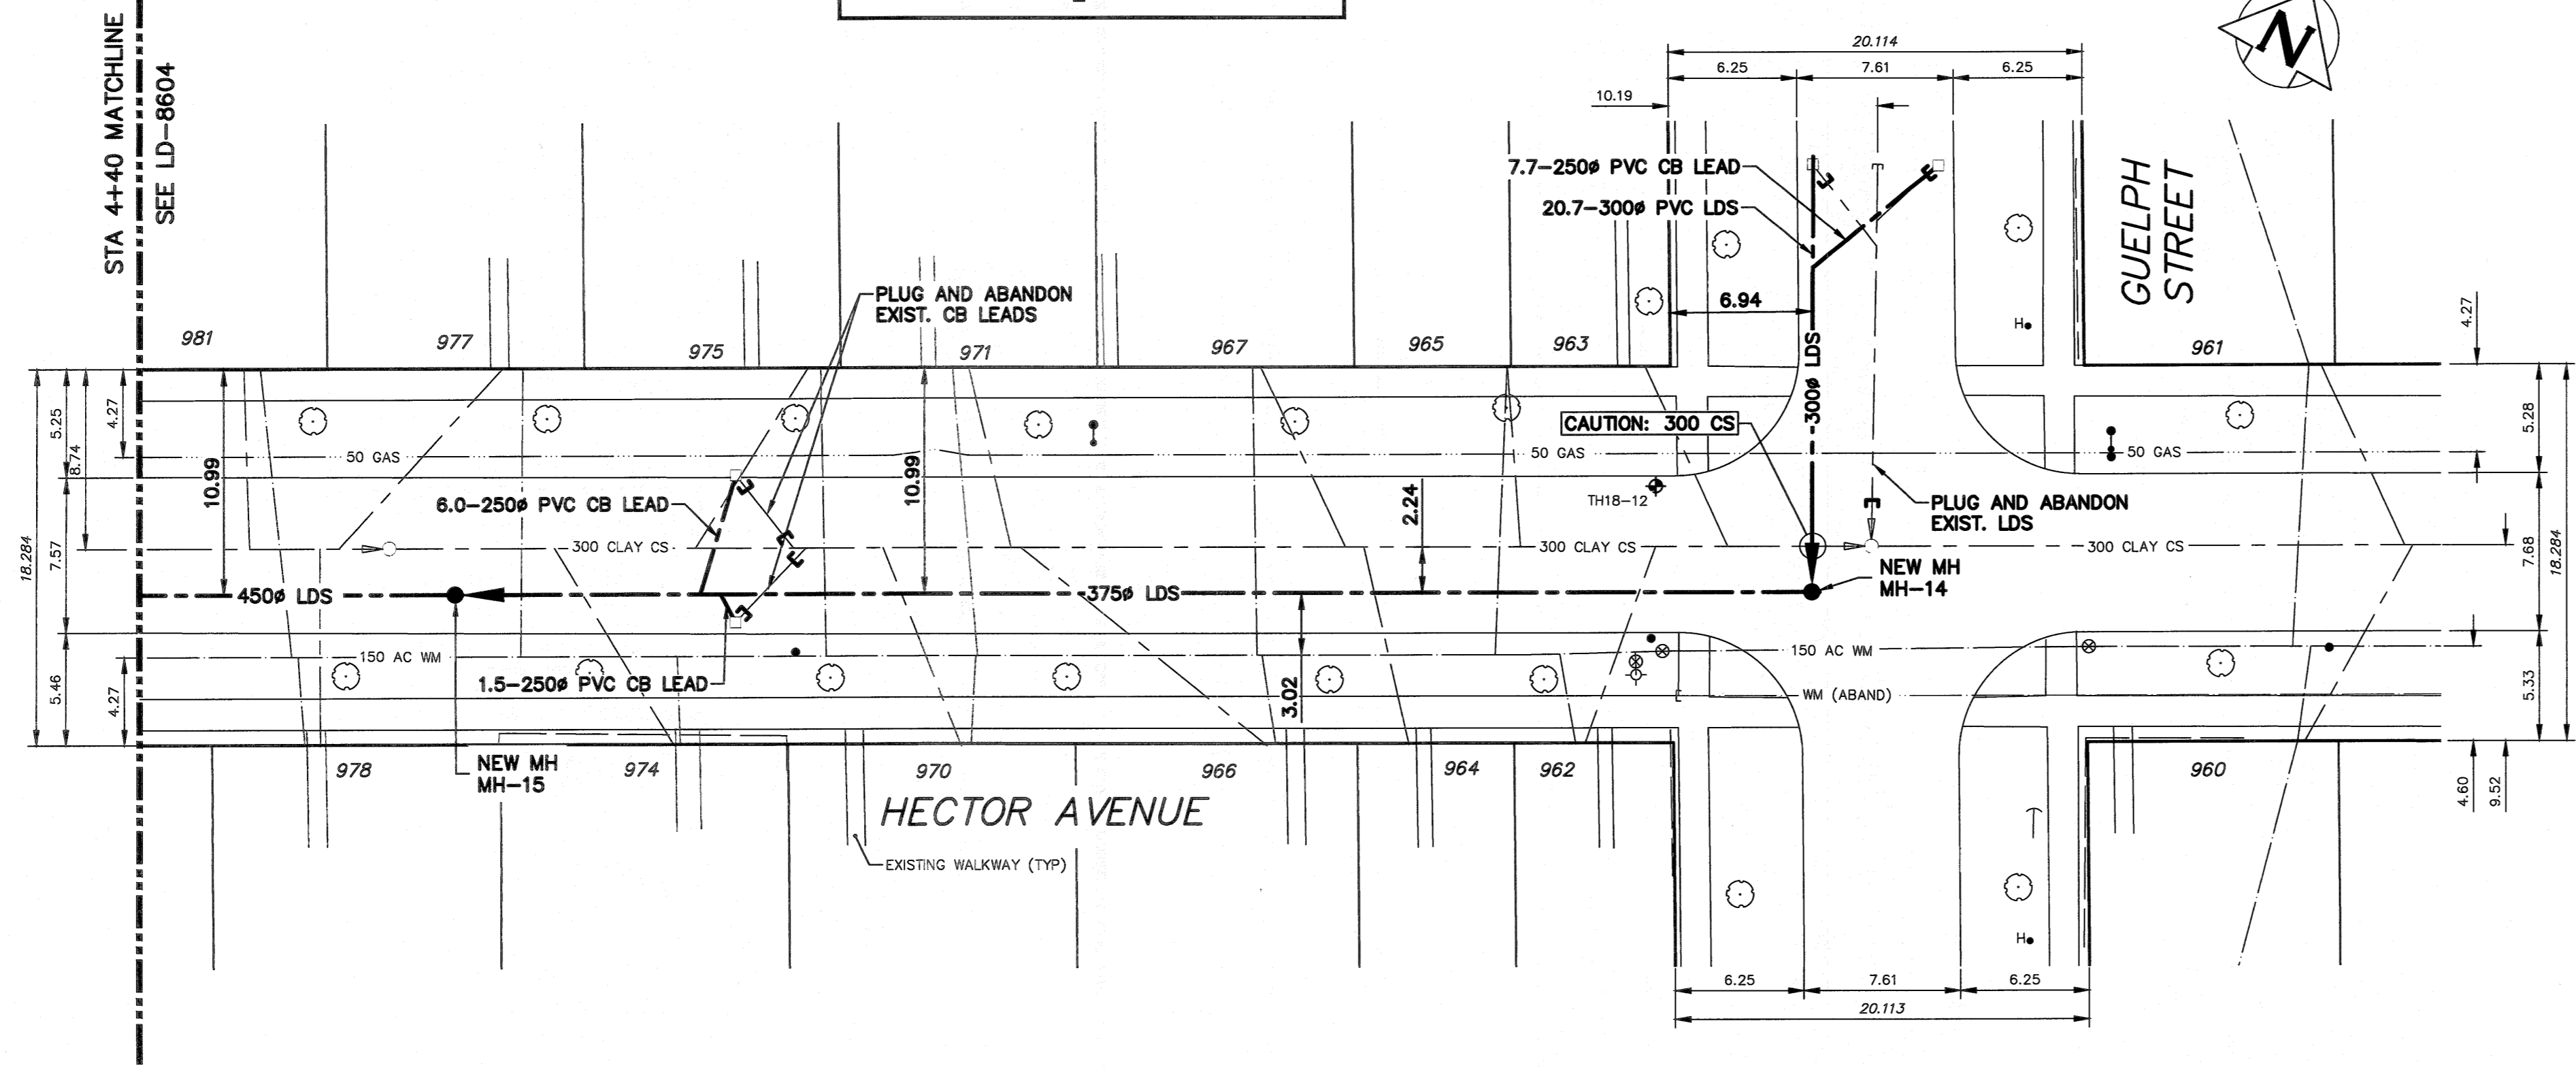 STA 4+40 MATCHLINE
SEE LD-8604
N
20.114
6.25
7.61
6.25
10.19
7.7-250ø PVC CB LEAD
20.7-300ø PVC LDS
GUELPH
STREET
6.94
H
4.27
PLUG AND ABANDON
EXIST. CB LEADS
981
977
975
971
967
965
963
961
300ø LDS
CAUTION: 300 CS
5.25
8.74
4.27
10.99
50 GAS
10.99
50 GAS
50 GAS
5.28
6.0-250ø PVC CB LEAD
TH18-12
PLUG AND ABANDON
EXIST. LDS
2.24
18.284
7.57
300 CLAY CS
300 CLAY CS
300 CLAY CS
NEW MH
MH-14
7.68
18.284
450ø LDS
375ø LDS
150 AC WM
150 AC WM
1.5-250ø PVC CB LEAD
3.02
WM (ABAND)
5.46
4.27
5.33
NEW MH
MH-15
978
974
970
966
964
962
960
4.60
9.52
HECTOR AVENUE
EXISTING WALKWAY (TYP)
H
6.25
7.61
6.25
20.113